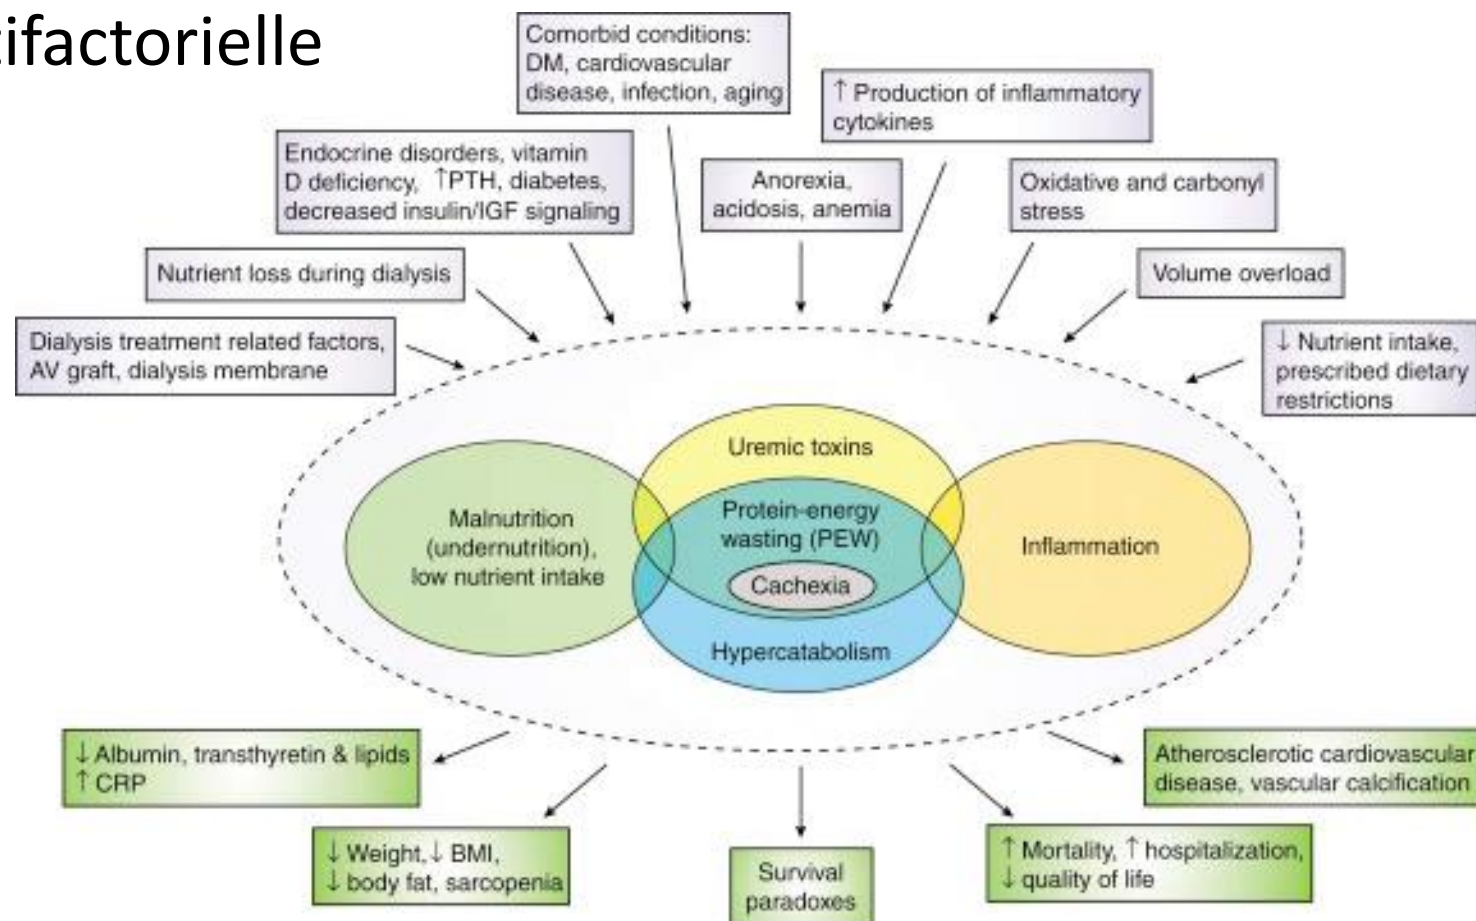 tifactorielle
Comorbid conditions:
DM, cardiovascular
disease, infection, aging
↑ Production of inflammatory
cytokines
Endocrine disorders, vitamin
D deficiency, ↑PTH, diabetes,
decreased insulin/IGF signaling
Anorexia,
acidosis, anemia
Oxidative and carbonyl
stress
Nutrient loss during dialysis
Volume overload
Dialysis treatment related factors,
AV graft, dialysis membrane
↓ Nutrient intake,
prescribed dietary
restrictions
Uremic toxins
Malnutrition
(undernutrition),
low nutrient intake
Protein-energy
wasting (PEW)
Cachexia
Inflammation
Hypercatabolism
↓ Albumin, transthyretin & lipids
↑ CRP
Atherosclerotic cardiovascular
disease, vascular calcification
↓ Weight,↓ BMI,
↓ body fat, sarcopenia
Survival
paradoxes
↑ Mortality, ↑ hospitalization,
↓ quality of life